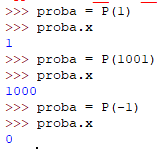 >>> proba = P(1)
>>> proba.x
1
>>> proba = P(1001)
>>> proba.x
1000
>>> proba = P(-1)
>>> proba.x
0